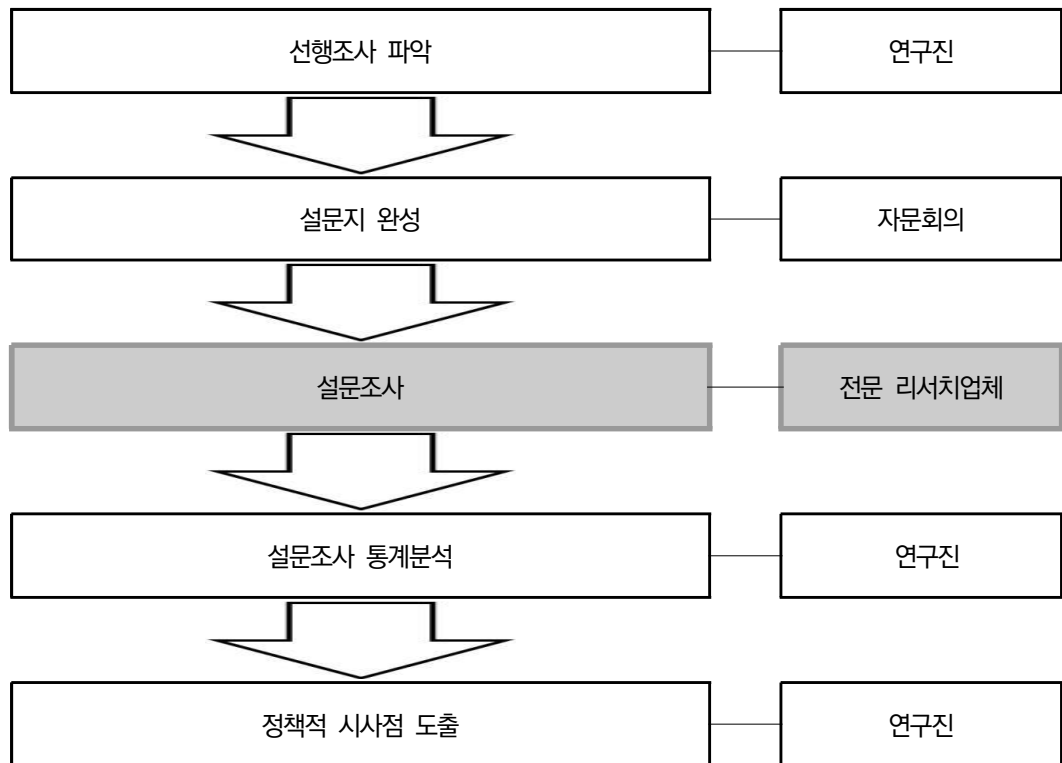 선행조사 파악
연구진
설문지 완성
자문회의
설문조사
전문 리서치업체
설문조사 통계분석
연구진
정책적 시사점 도출
연구진